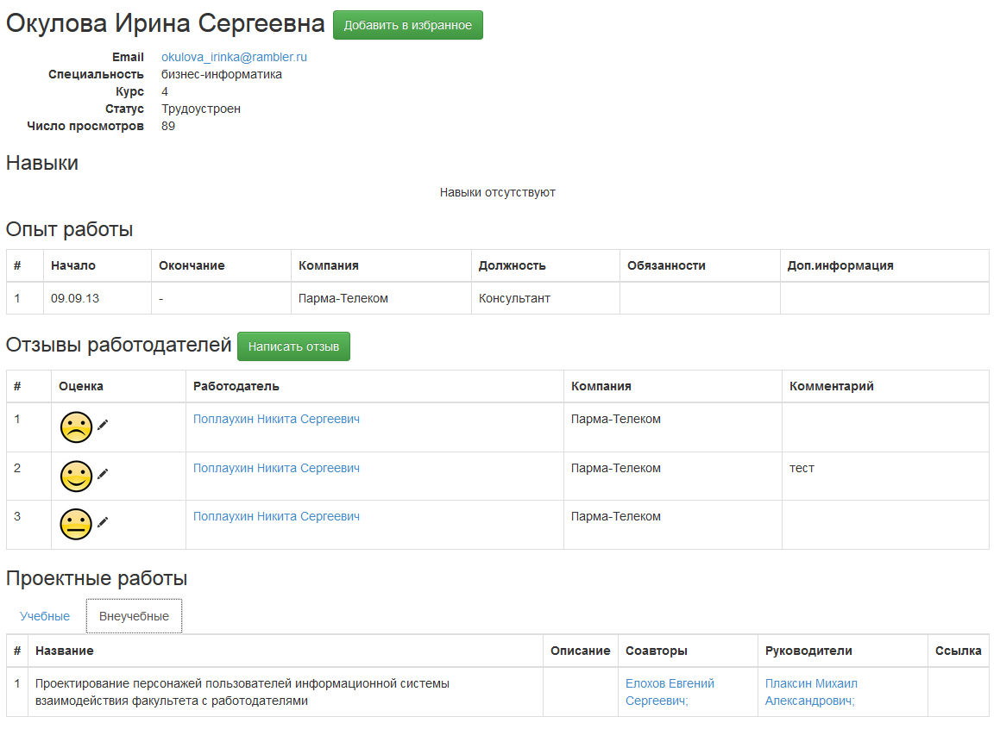 Окулова Ирина Сергеевна Добавить в избранное
Email okulova_irinka@rambler.ru
Специальность бизнес-информатика
Курс 4
Статус Трудоустроен
Число просмотров 89
Навыки
Навыки отсутствуют
Опыт работы
# Начало Окончание Компания Должность Обязанности Доп.информация
1 09.09.13 - Парма-Телеком Консультант
Отзывы работодателей Написать отзыв
# Оценка Работодатель Компания Комментарий
1 Поплаухин Никита Сергеевич Парма-Телеком
2 Поплаухин Никита Сергеевич Парма-Телеком тест
3 Поплаухин Никита Сергеевич Парма-Телеком
Проектные работы
Учебные Внеучебные
# Название Описание Соавторы Руководители Ссылка
1 Проектирование персонажей пользователей информационной системы Елохов Евгений Плаксин Михаил
взаимодействия факультета с работодателями Сергеевич; Александрович;